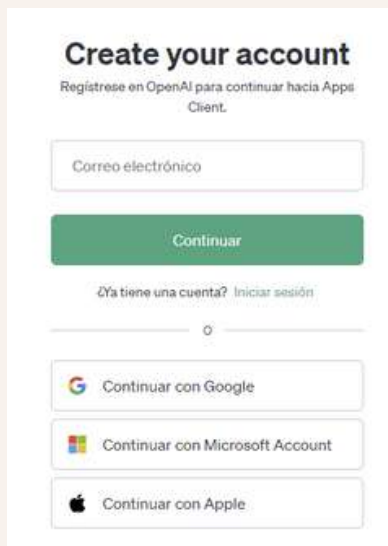 Create your account
Regístrese en OpenAI para continuar hacia Apps
Client.
Correo electrónico
Continuar
¿Ya tiene una cuenta? Iniciar sesión
O
Continuar con Google
Continuar con Microsoft Account
Continuar con Apple